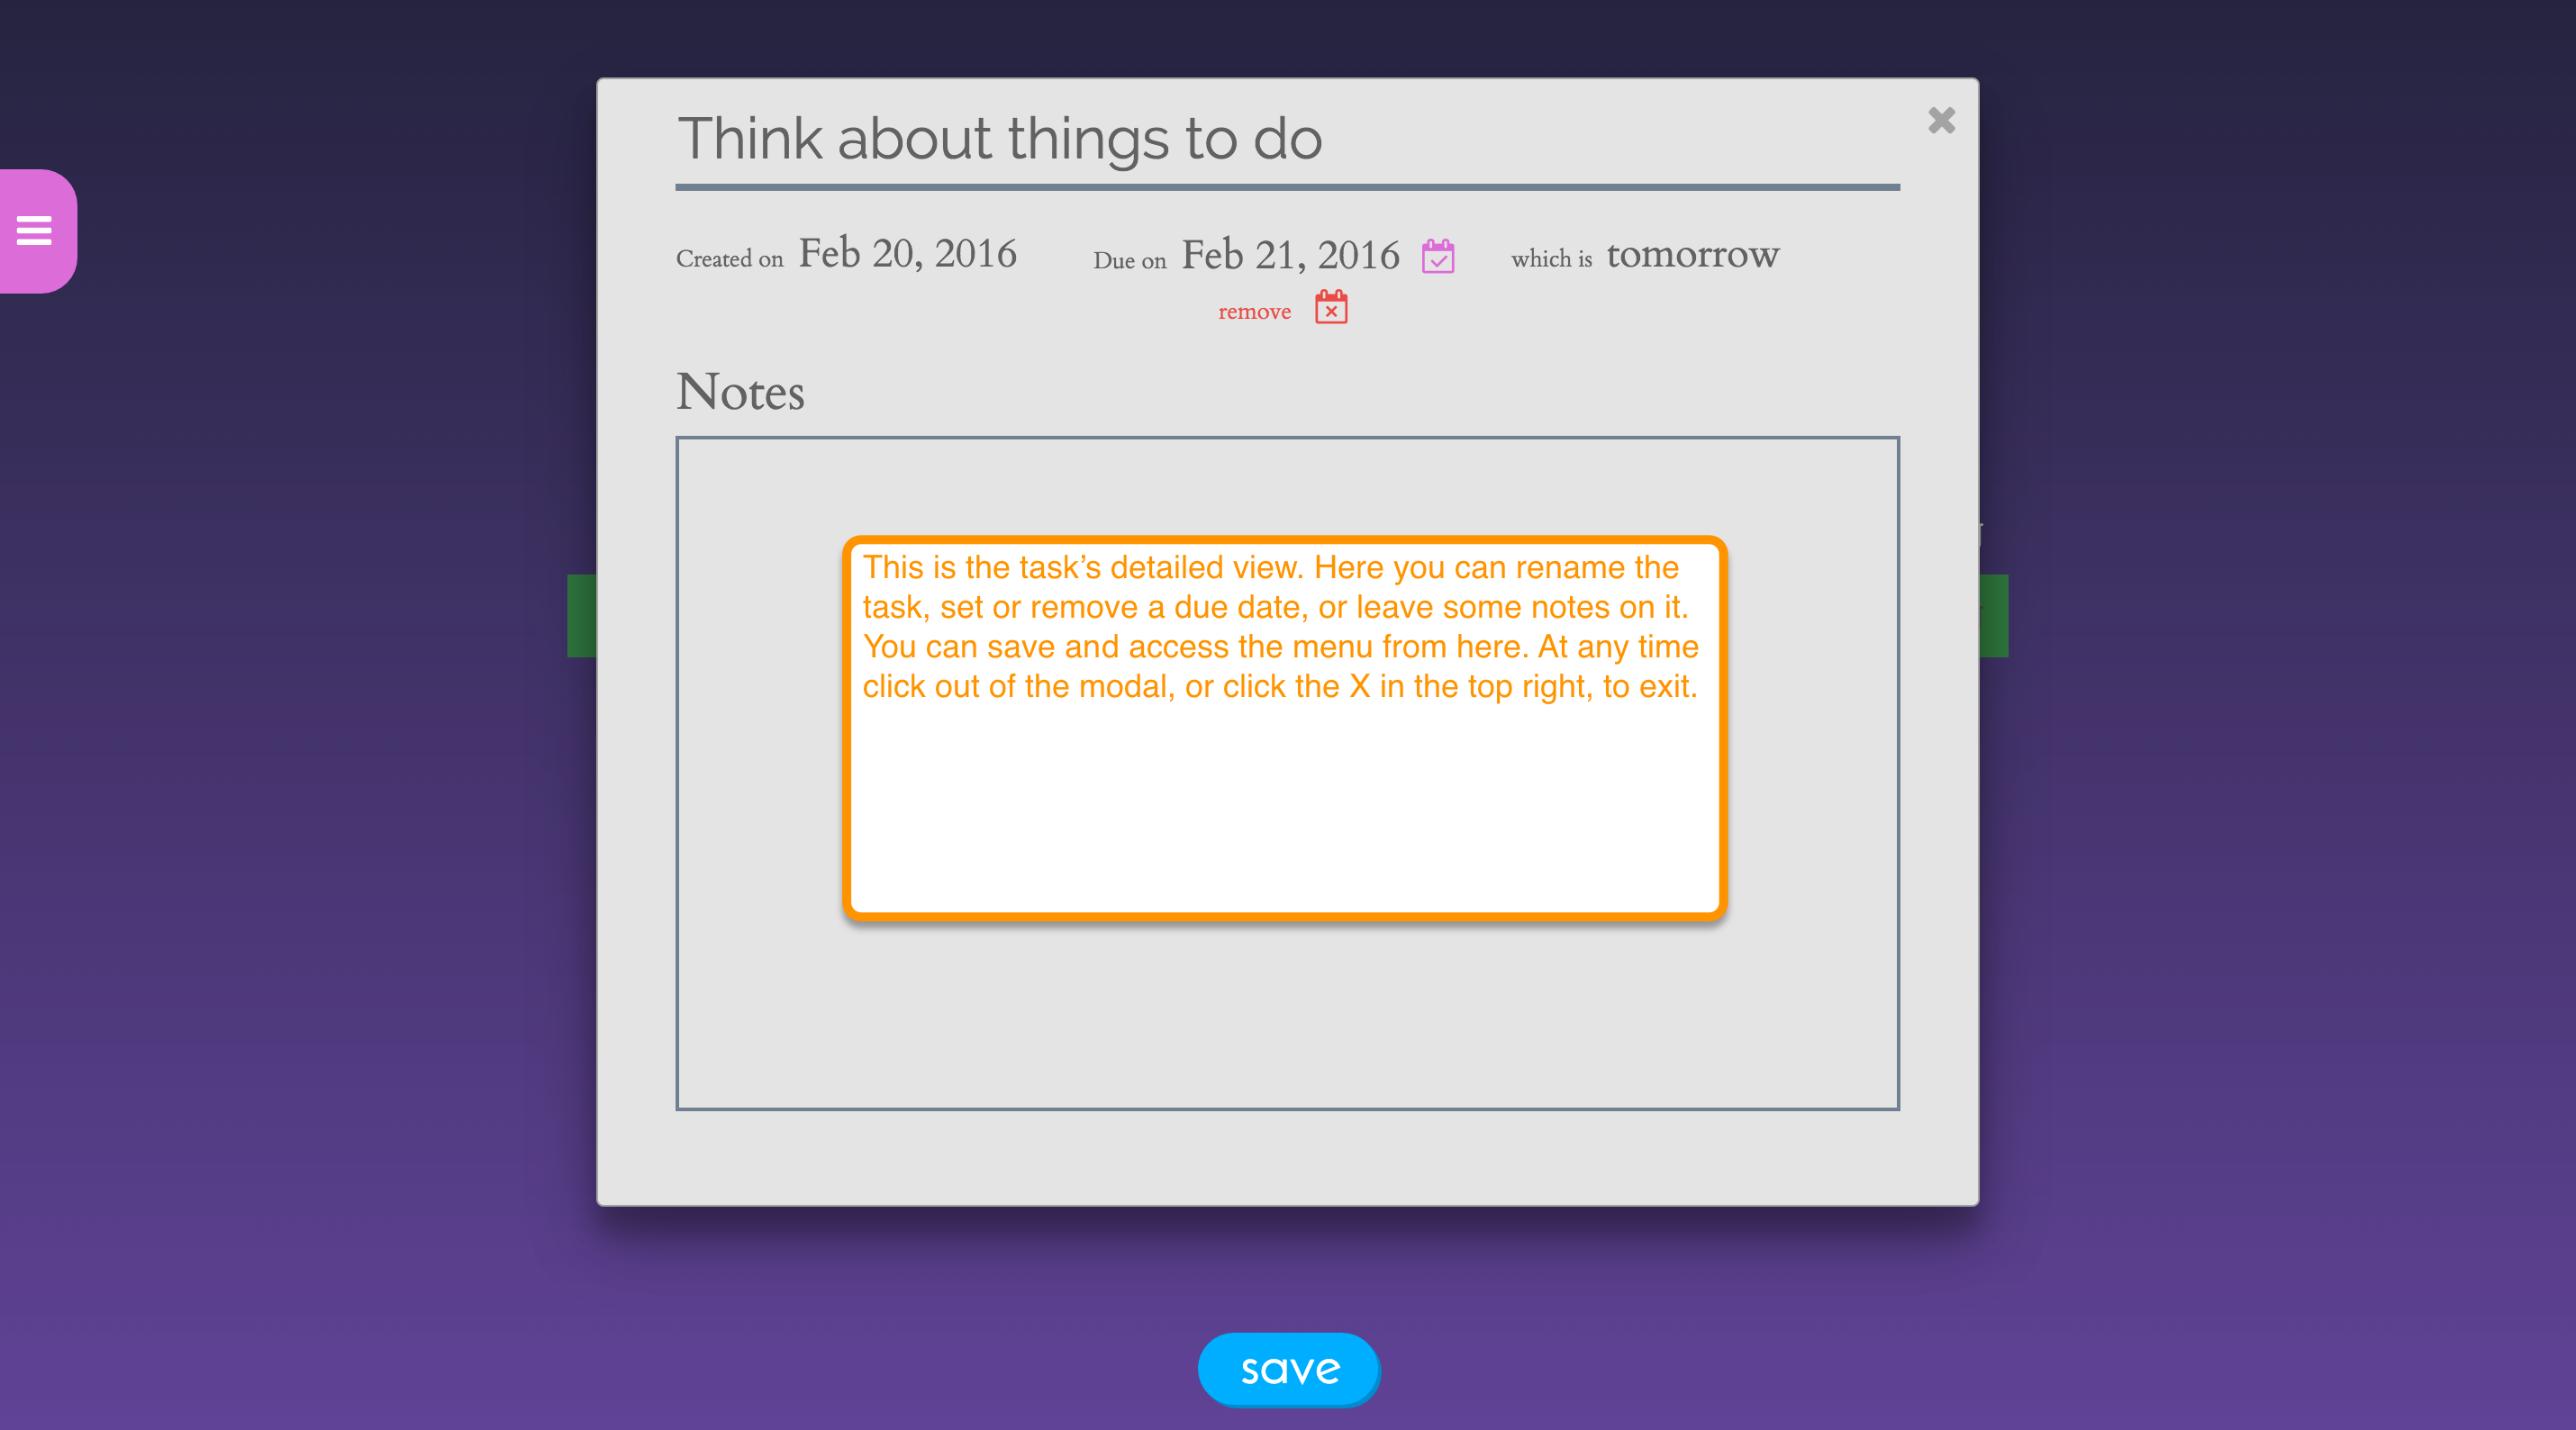 Think about things to do
Created on Feb 20, 2016 Due on Feb 21, 2016 which is tomorrow
remove
Notes
This is the task’s detailed view. Here you can rename the
task, set or remove a due date, or leave some notes on it.
You can save and access the menu from here. At any time
click out of the modal, or click the X in the top right, to exit.
save